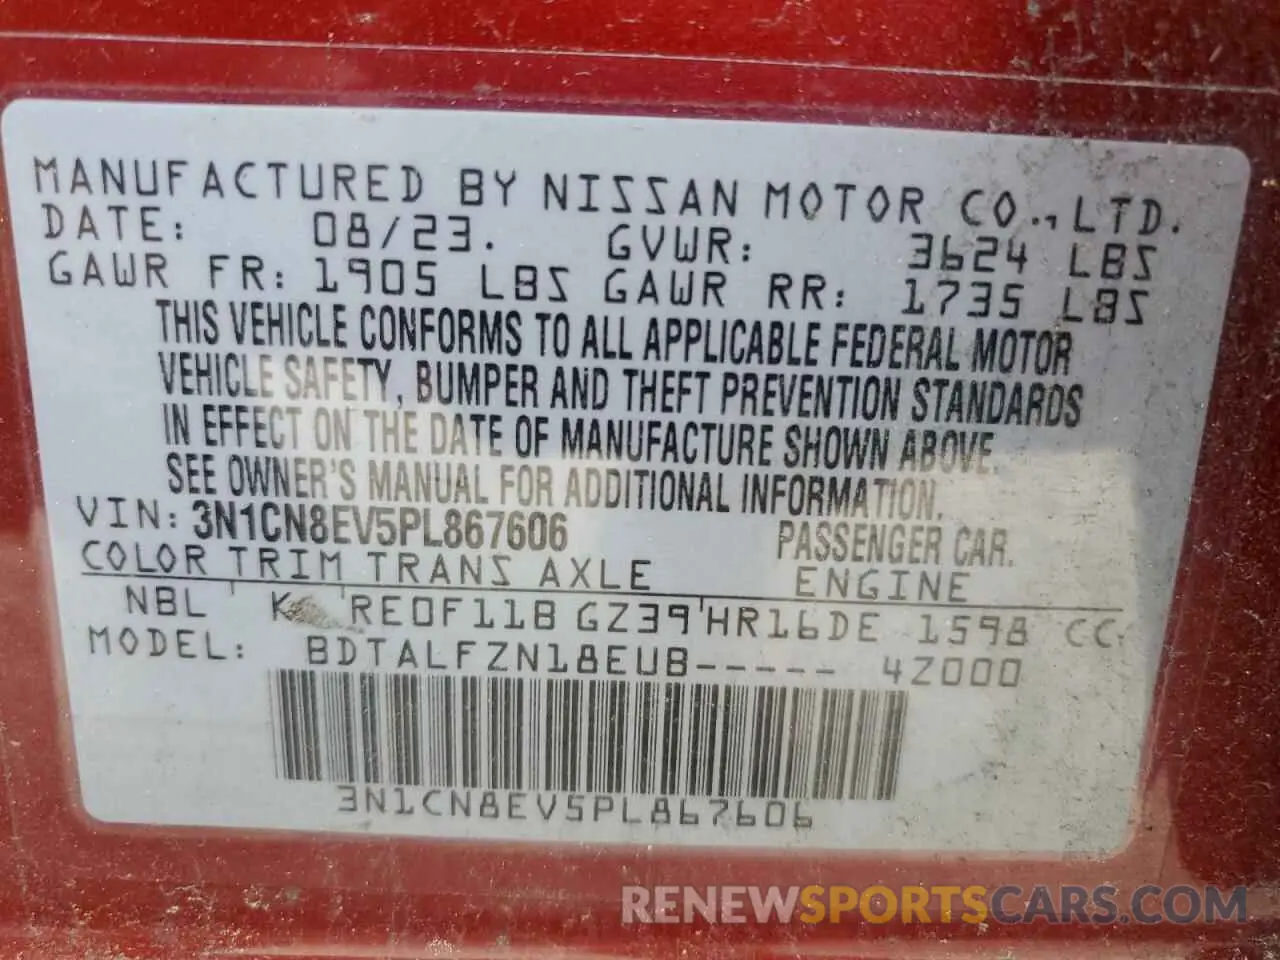 MANUFACTURED BY NISSAN MOTOR CO., LTD.
DATE: 08/23. GVWR: 3624 LBS
GAWR FR: 1905 LBS GAWR RR: 1735 LBS
THIS VEHICLE CONFORMS TO ALL APPLICABLE FEDERAL MOTOR
VEHICLE SAFETY, BUMPER AND THEFT PREVENTION STANDARDS
IN EFFECT ON THE DATE OF MANUFACTURE SHOWN ABOVE.
SEE OWNER'S MANUAL FOR ADDITIONAL INFORMATION.
VIN: 3N1CN8EV5PL867606 PASSENGER CAR.
COLOR TRIM TRANS AXLE ENGINE
NBL RE0F11B GZ39 HR16DE 1598 CC
MODEL: BDTALFZN18EUB----- 4Z000
3N1CN8EV5PL867606
RENEWSPORTSCARS.COM